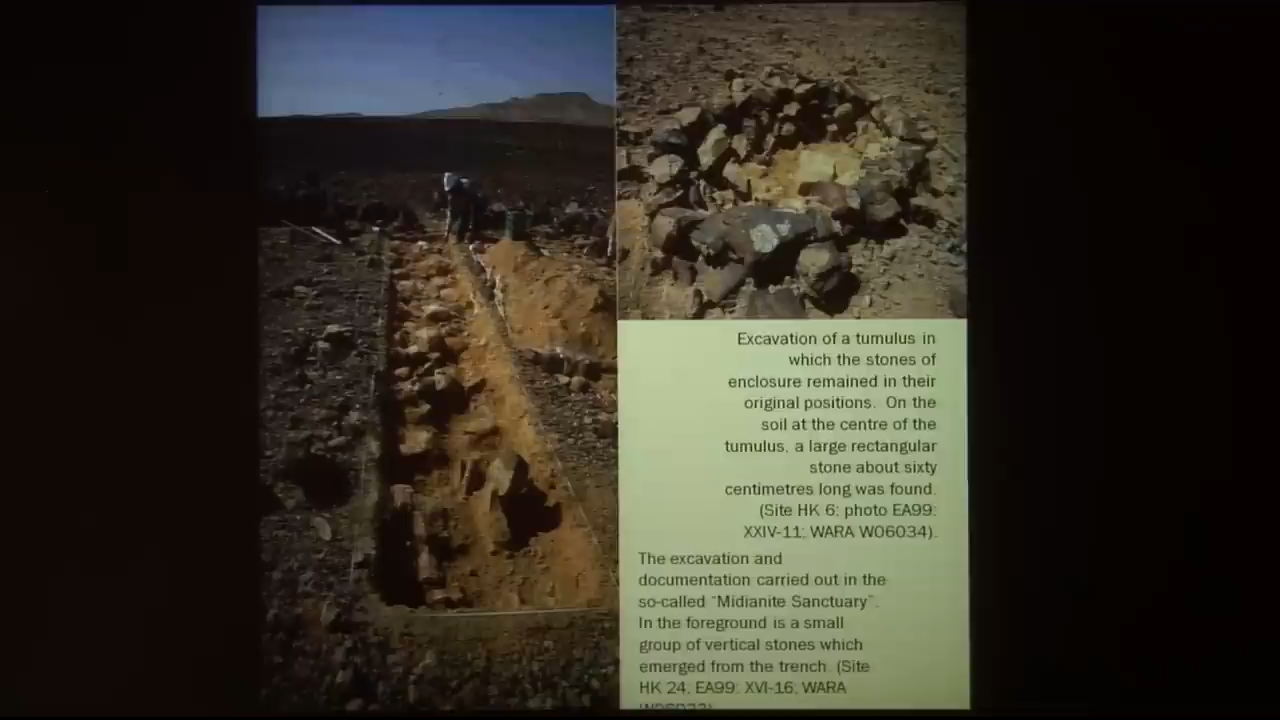 Excavation of a tumulus in
which the stones of
enclosure remained in their
original positions. On the
soil at the centre of the
tumulus, a large rectangular
stone about sixty
centimetres long was found.
(Site HK 6; photo EA99:
XXIV-11; WARA W06034).
The excavation and
documentation carried out in the
so-called "Midianite Sanctuary".
In the foreground is a small
group of vertical stones which
emerged from the trench. (Site
HK 24, EA99: XVI-16; WARA